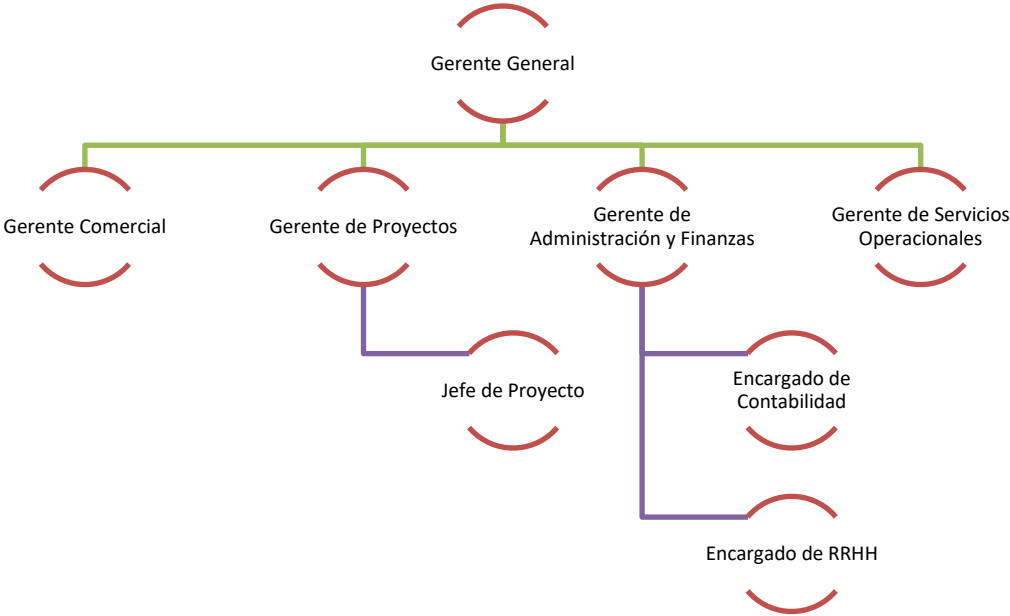 Gerente General
Gerente Comercial
Gerente de Proyectos
Gerente de
Administración y Finanzas
Gerente de Servicios
Operacionales
Jefe de Proyecto
Encargado de
Contabilidad
Encargado de RRHH